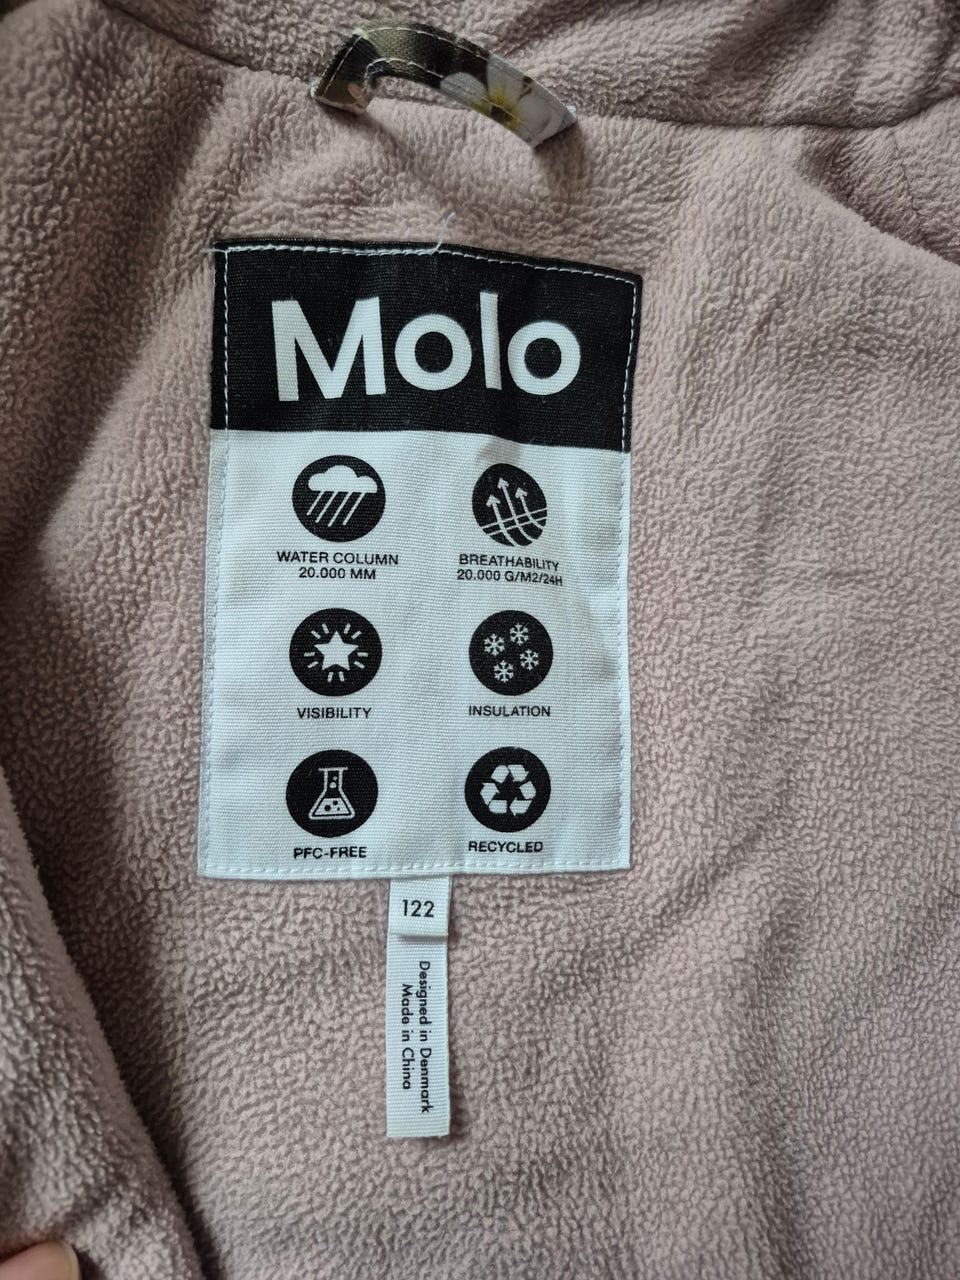 Molo
WATER COLUMN
20.000 MM
BREATHABILITY
20.000 G/M2/24H
VISIBILITY
INSULATION
PFC-FREE
RECYCLED
122
Designed in Denmark
Made in China